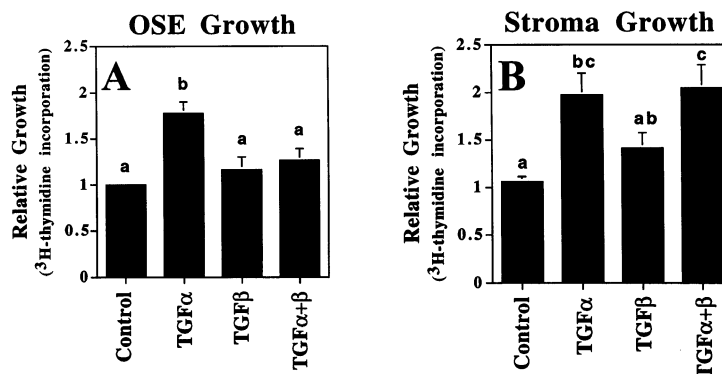 OSE Growth
A
Relative Growth
(³H-thymidine incorporation)
2.5
2
1.5
1
0.5
0
a
b
a
a
Control
TGFα
TGFβ
TGFα+β
Stroma Growth
B
Relative Growth
(³H-thymidine incorporation)
2.5
2
1.5
1
0.5
0
a
bc
ab
c
Control
TGFα
TGFβ
TGFα+β